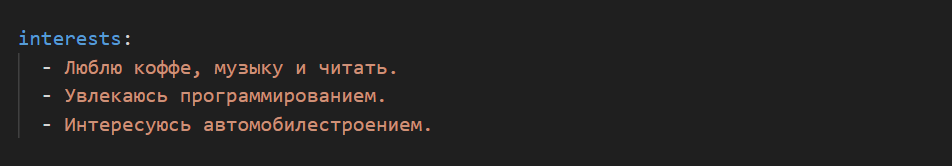 interests:
- Люблю коффе, музыку и читать.
- Увлекаюсь программированием.
- Интересуюсь автомобилестроением.